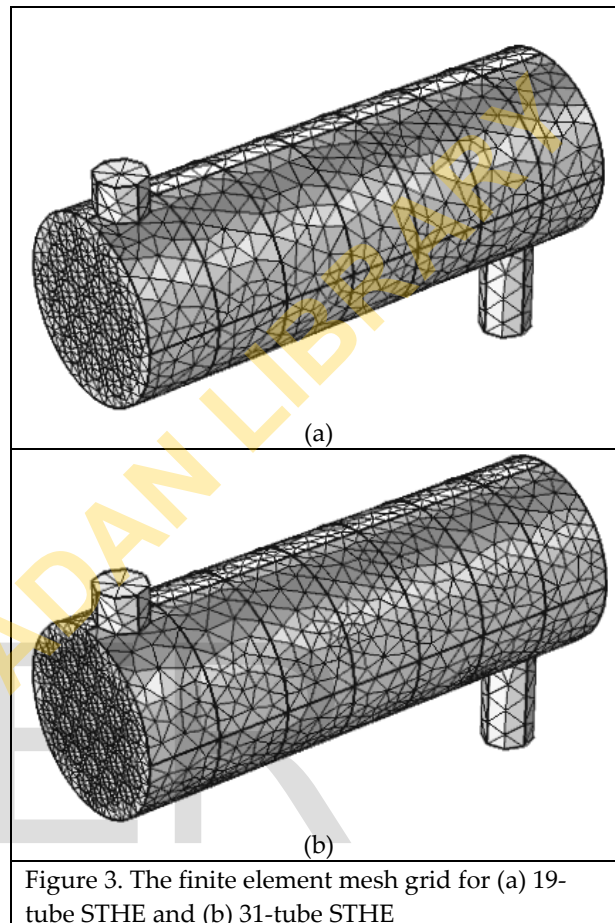 (a)
(b)
ADAN LIBRARY
Figure 3. The finite element mesh grid for (a) 19-
tube STHE and (b) 31-tube STHE